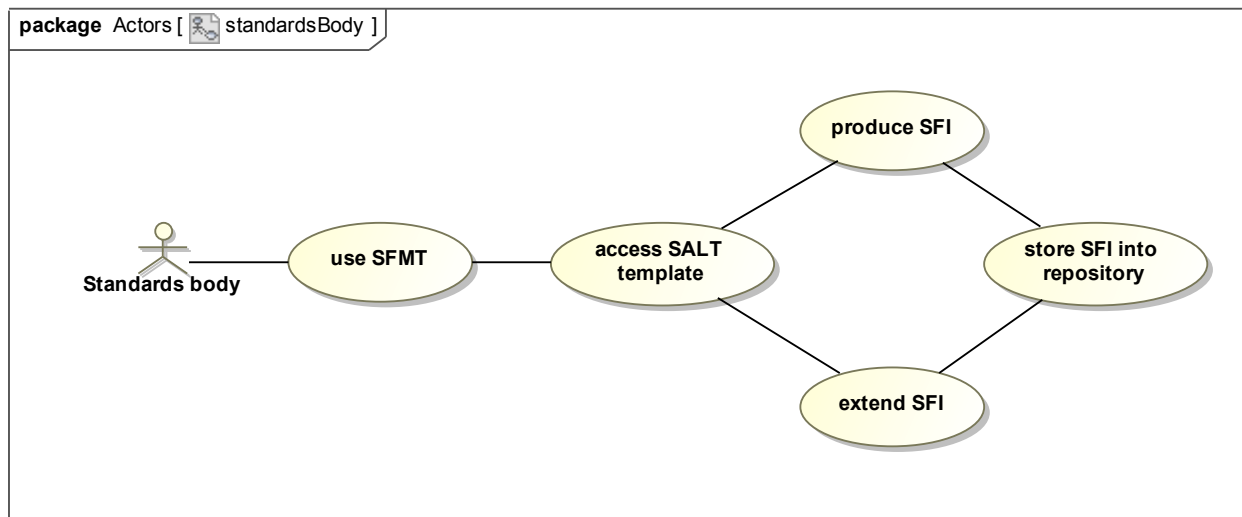 package Actors [ standardsBody ]
produce SFI
Standards body
use SFMT
access SALT
template
store SFI into
repository
extend SFI